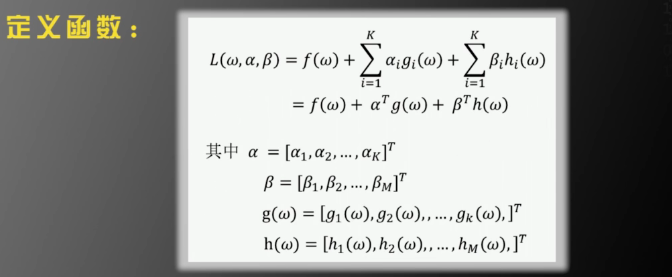 定义函数：
L(ω,α,β) = f(ω) + ∑_{i=1}^{K} α_i g_i(ω) + ∑_{i=1}^{K} β_i h_i(ω)
= f(ω) + α^T g(ω) + β^T h(ω)
其中 α = [α_1,α_2,…,α_K]^T
β = [β_1,β_2,…,β_M]^T
g(ω) = [g_1(ω),g_2(ω),,…,g_k(ω),]^T
h(ω) = [h_1(ω),h_2(ω),,…,h_M(ω),]^T